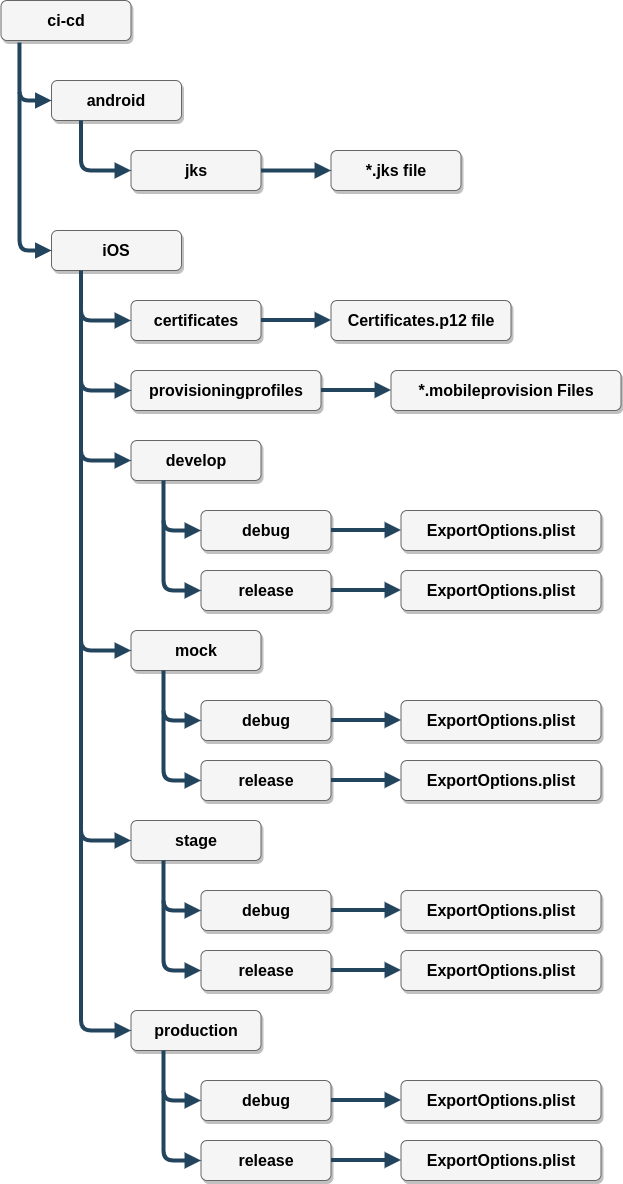 ci-cd
android
jks
*.jks file
iOS
certificates
Certificates.p12 file
provisioningprofiles
*.mobileprovision Files
develop
debug
ExportOptions.plist
release
ExportOptions.plist
mock
debug
ExportOptions.plist
release
ExportOptions.plist
stage
debug
ExportOptions.plist
release
ExportOptions.plist
production
debug
ExportOptions.plist
release
ExportOptions.plist